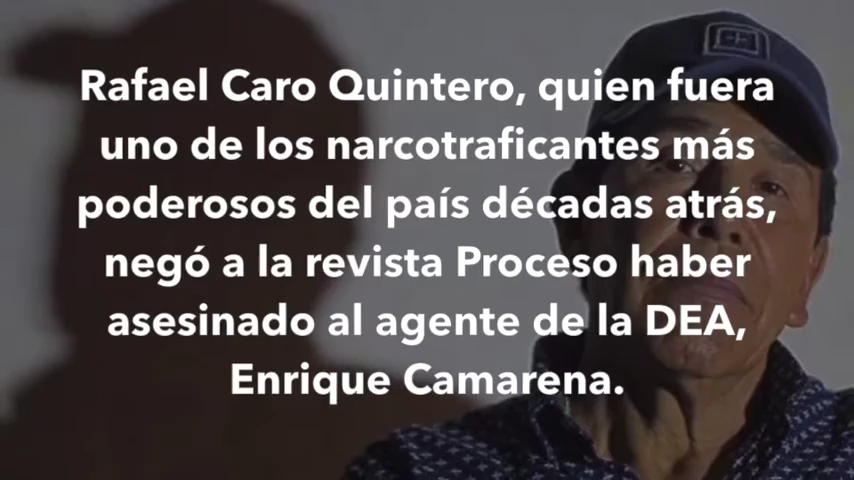 Rafael Caro Quintero, quien fuera
uno de los narcotraficantes más
poderosos del país décadas atrás,
negó a la revista Proceso haber
asesinado al agente de la DEA,
Enrique Camarena.